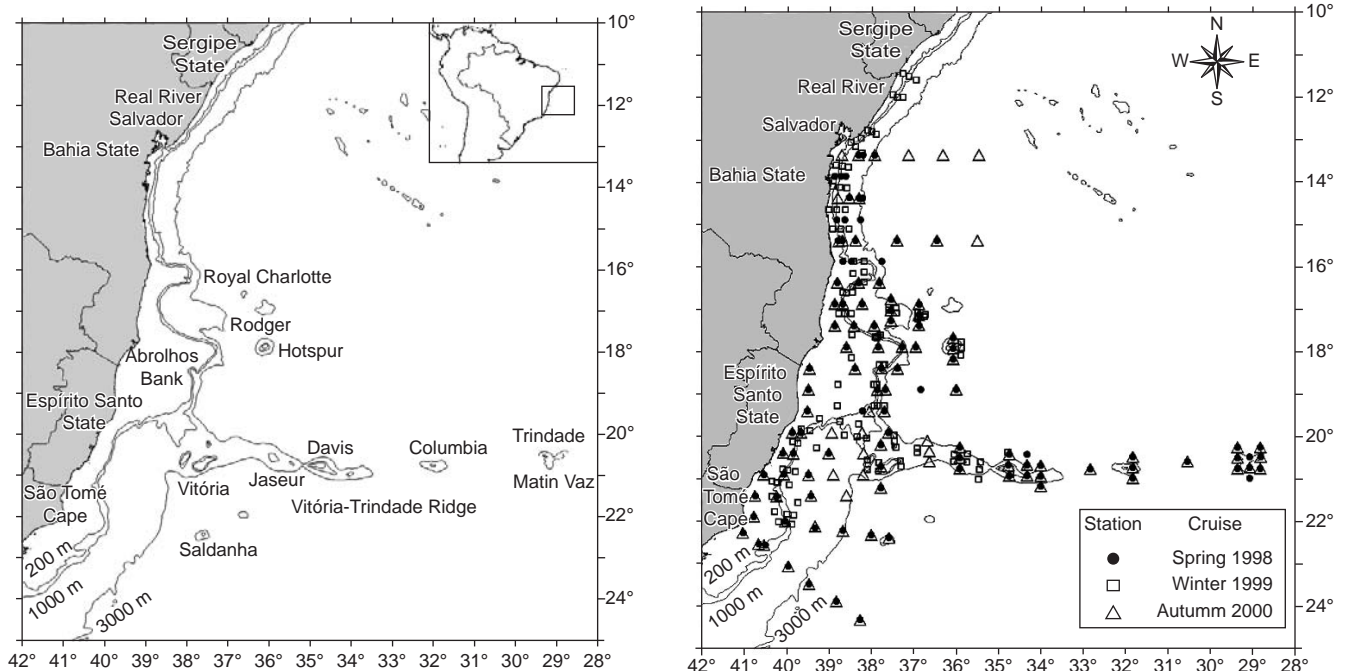 Sergipe
State
Real River
Salvador
Bahia State
Royal Charlotte
Rodger
Hotspur
Abrolhos
Bank
Espírito Santo
State
Davis
Columbia
Trindade
Matin Vaz
Vitória
Jaseur
Vitória-Trindade Ridge
São Tomé
Cape
Saldanha
200 m
1000 m
3000 m
10°
12°
14°
16°
18°
20°
22°
24°
42° 41° 40° 39° 38° 37° 36° 35° 34° 33° 32° 31° 30° 29° 28°
Sergipe
State
Real River
Salvador
Bahia State
Espírito
Santo
State
São
Tomé
Cape
200 m
1000 m
3000 m
N
W E
S
Station Cruise
Spring 1998
Winter 1999
Autumm 2000
10°
12°
14°
16°
18°
20°
22°
24°
42° 41° 40° 39° 38° 37° 36° 35° 34° 33° 32° 31° 30° 29° 28°